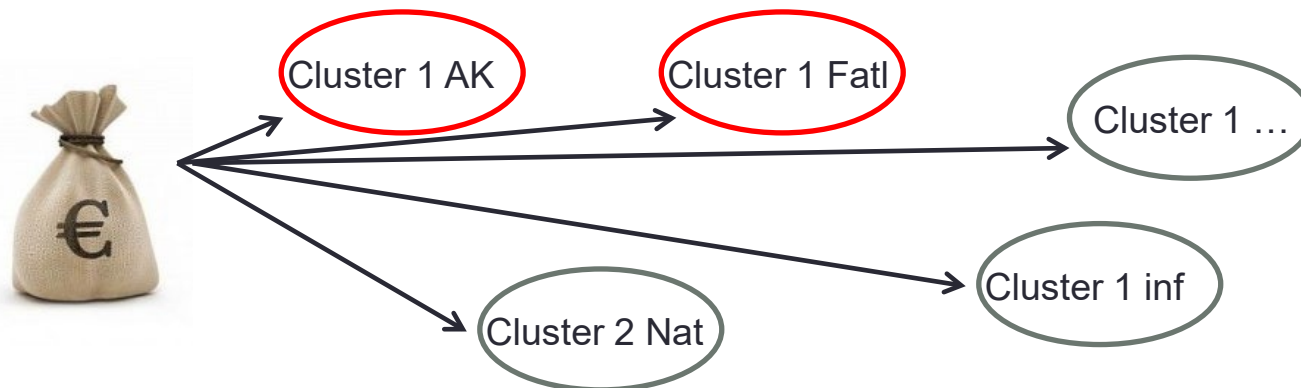 Cluster 1 AK
Cluster 1 Fatl
Cluster 1 …
€
Cluster 1 inf
Cluster 2 Nat